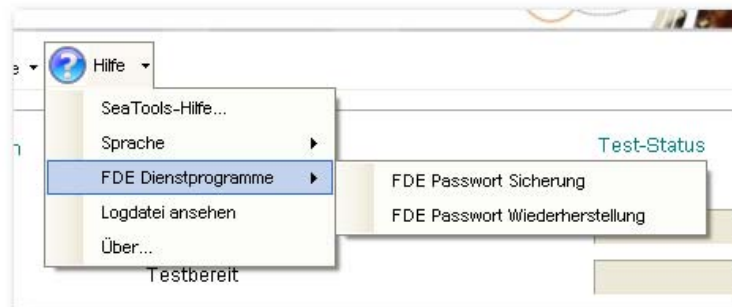 Hilfe
SeaTools-Hilfe...
Sprache
Test-Status
FDE Dienstprogramme
FDE Passwort Sicherung
Logdatei ansehen
FDE Passwort Wiederherstellung
Über...
Testbereit